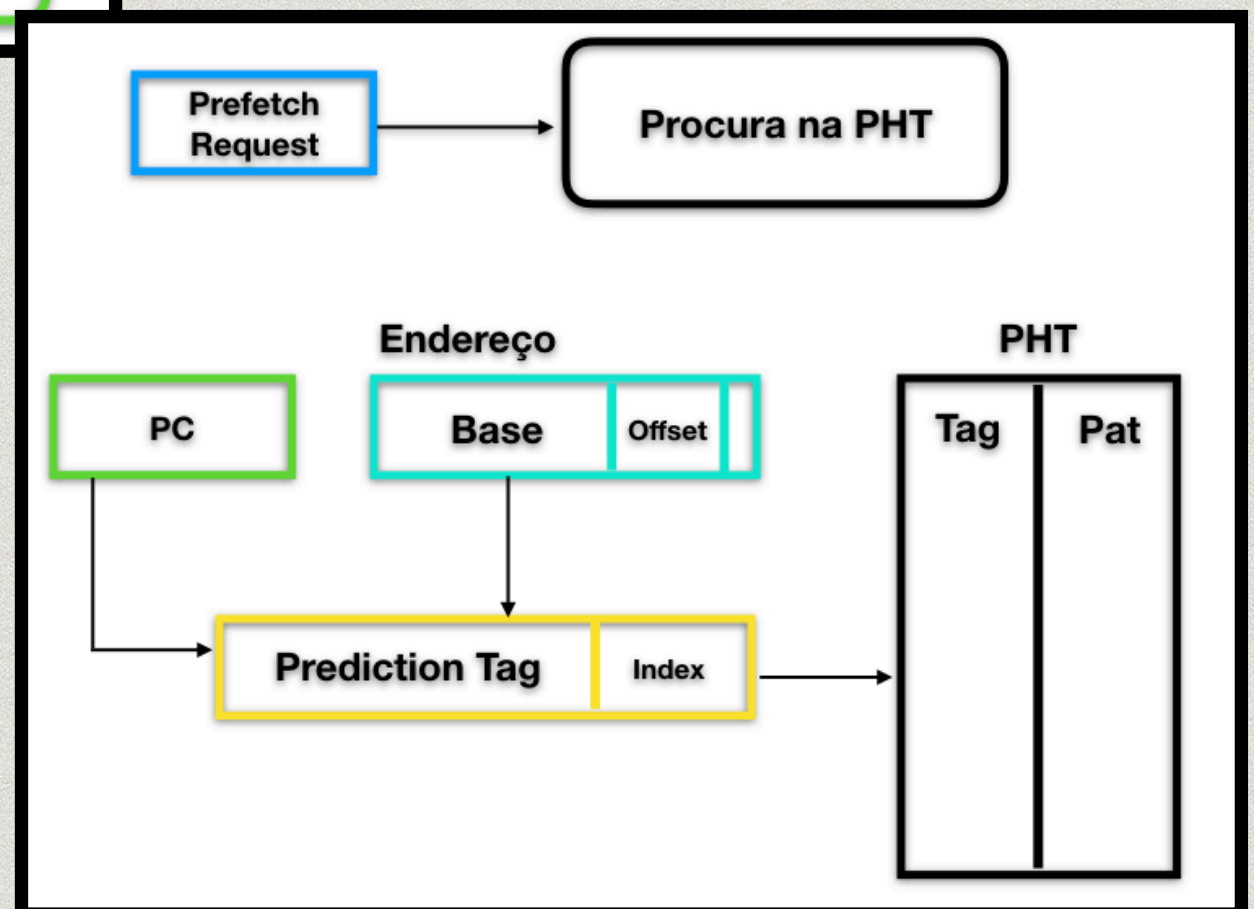 Prefetch
Request
Procura na PHT
Endereço
PHT
PC
Base
Offset
Tag
Pat
Prediction Tag
Index